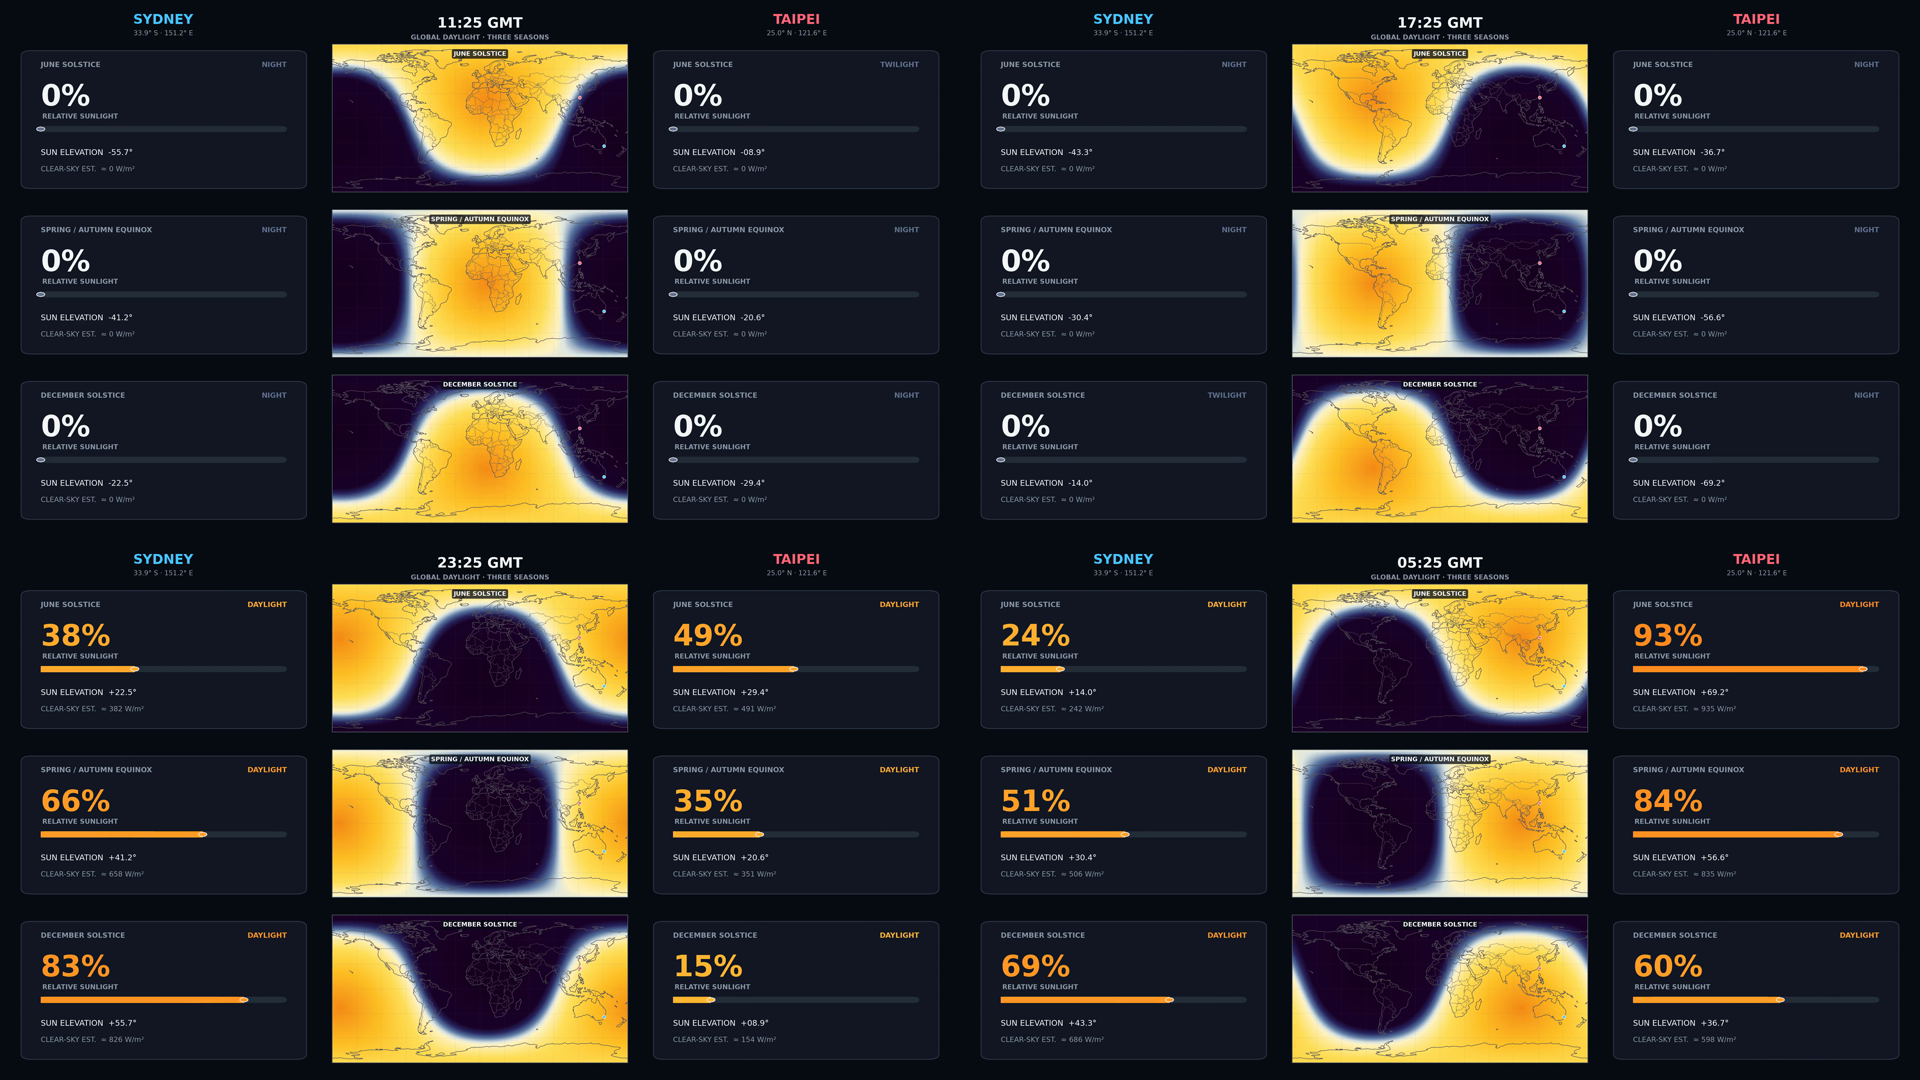 SYDNEY
33.9° S · 151.2° E
11:25 GMT
GLOBAL DAYLIGHT · THREE SEASONS
TAIPEI
25.0° N · 121.6° E
JUNE SOLSTICE NIGHT
0%
RELATIVE SUNLIGHT
SUN ELEVATION -55.7°
CLEAR-SKY EST. ≈ 0 W/m²
JUNE SOLSTICE
JUNE SOLSTICE TWILIGHT
0%
RELATIVE SUNLIGHT
SUN ELEVATION -08.9°
CLEAR-SKY EST. ≈ 0 W/m²
SPRING / AUTUMN EQUINOX NIGHT
0%
RELATIVE SUNLIGHT
SUN ELEVATION -41.2°
CLEAR-SKY EST. ≈ 0 W/m²
SPRING / AUTUMN EQUINOX
SPRING / AUTUMN EQUINOX NIGHT
0%
RELATIVE SUNLIGHT
SUN ELEVATION -20.6°
CLEAR-SKY EST. ≈ 0 W/m²
DECEMBER SOLSTICE NIGHT
0%
RELATIVE SUNLIGHT
SUN ELEVATION -22.5°
CLEAR-SKY EST. ≈ 0 W/m²
DECEMBER SOLSTICE
DECEMBER SOLSTICE NIGHT
0%
RELATIVE SUNLIGHT
SUN ELEVATION -29.4°
CLEAR-SKY EST. ≈ 0 W/m²
SYDNEY
33.9° S · 151.2° E
17:25 GMT
GLOBAL DAYLIGHT · THREE SEASONS
TAIPEI
25.0° N · 121.6° E
JUNE SOLSTICE NIGHT
0%
RELATIVE SUNLIGHT
SUN ELEVATION -43.3°
CLEAR-SKY EST. ≈ 0 W/m²
JUNE SOLSTICE
JUNE SOLSTICE NIGHT
0%
RELATIVE SUNLIGHT
SUN ELEVATION -36.7°
CLEAR-SKY EST. ≈ 0 W/m²
SPRING / AUTUMN EQUINOX NIGHT
0%
RELATIVE SUNLIGHT
SUN ELEVATION -30.4°
CLEAR-SKY EST. ≈ 0 W/m²
SPRING / AUTUMN EQUINOX
SPRING / AUTUMN EQUINOX NIGHT
0%
RELATIVE SUNLIGHT
SUN ELEVATION -56.6°
CLEAR-SKY EST. ≈ 0 W/m²
DECEMBER SOLSTICE TWILIGHT
0%
RELATIVE SUNLIGHT
SUN ELEVATION -14.0°
CLEAR-SKY EST. ≈ 0 W/m²
DECEMBER SOLSTICE
DECEMBER SOLSTICE NIGHT
0%
RELATIVE SUNLIGHT
SUN ELEVATION -69.2°
CLEAR-SKY EST. ≈ 0 W/m²
SYDNEY
33.9° S · 151.2° E
23:25 GMT
GLOBAL DAYLIGHT · THREE SEASONS
TAIPEI
25.0° N · 121.6° E
JUNE SOLSTICE DAYLIGHT
38%
RELATIVE SUNLIGHT
SUN ELEVATION +22.5°
CLEAR-SKY EST. ≈ 382 W/m²
JUNE SOLSTICE
JUNE SOLSTICE DAYLIGHT
49%
RELATIVE SUNLIGHT
SUN ELEVATION +29.4°
CLEAR-SKY EST. ≈ 491 W/m²
SPRING / AUTUMN EQUINOX DAYLIGHT
66%
RELATIVE SUNLIGHT
SUN ELEVATION +41.2°
CLEAR-SKY EST. ≈ 658 W/m²
SPRING / AUTUMN EQUINOX
SPRING / AUTUMN EQUINOX DAYLIGHT
35%
RELATIVE SUNLIGHT
SUN ELEVATION +20.6°
CLEAR-SKY EST. ≈ 351 W/m²
DECEMBER SOLSTICE DAYLIGHT
83%
RELATIVE SUNLIGHT
SUN ELEVATION +55.7°
CLEAR-SKY EST. ≈ 826 W/m²
DECEMBER SOLSTICE
DECEMBER SOLSTICE DAYLIGHT
15%
RELATIVE SUNLIGHT
SUN ELEVATION +08.9°
CLEAR-SKY EST. ≈ 154 W/m²
SYDNEY
33.9° S · 151.2° E
05:25 GMT
GLOBAL DAYLIGHT · THREE SEASONS
TAIPEI
25.0° N · 121.6° E
JUNE SOLSTICE DAYLIGHT
24%
RELATIVE SUNLIGHT
SUN ELEVATION +14.0°
CLEAR-SKY EST. ≈ 242 W/m²
JUNE SOLSTICE
JUNE SOLSTICE DAYLIGHT
93%
RELATIVE SUNLIGHT
SUN ELEVATION +69.2°
CLEAR-SKY EST. ≈ 935 W/m²
SPRING / AUTUMN EQUINOX DAYLIGHT
51%
RELATIVE SUNLIGHT
SUN ELEVATION +30.4°
CLEAR-SKY EST. ≈ 506 W/m²
SPRING / AUTUMN EQUINOX
SPRING / AUTUMN EQUINOX DAYLIGHT
84%
RELATIVE SUNLIGHT
SUN ELEVATION +56.6°
CLEAR-SKY EST. ≈ 835 W/m²
DECEMBER SOLSTICE DAYLIGHT
69%
RELATIVE SUNLIGHT
SUN ELEVATION +43.3°
CLEAR-SKY EST. ≈ 686 W/m²
DECEMBER SOLSTICE
DECEMBER SOLSTICE DAYLIGHT
60%
RELATIVE SUNLIGHT
SUN ELEVATION +36.7°
CLEAR-SKY EST. ≈ 598 W/m²